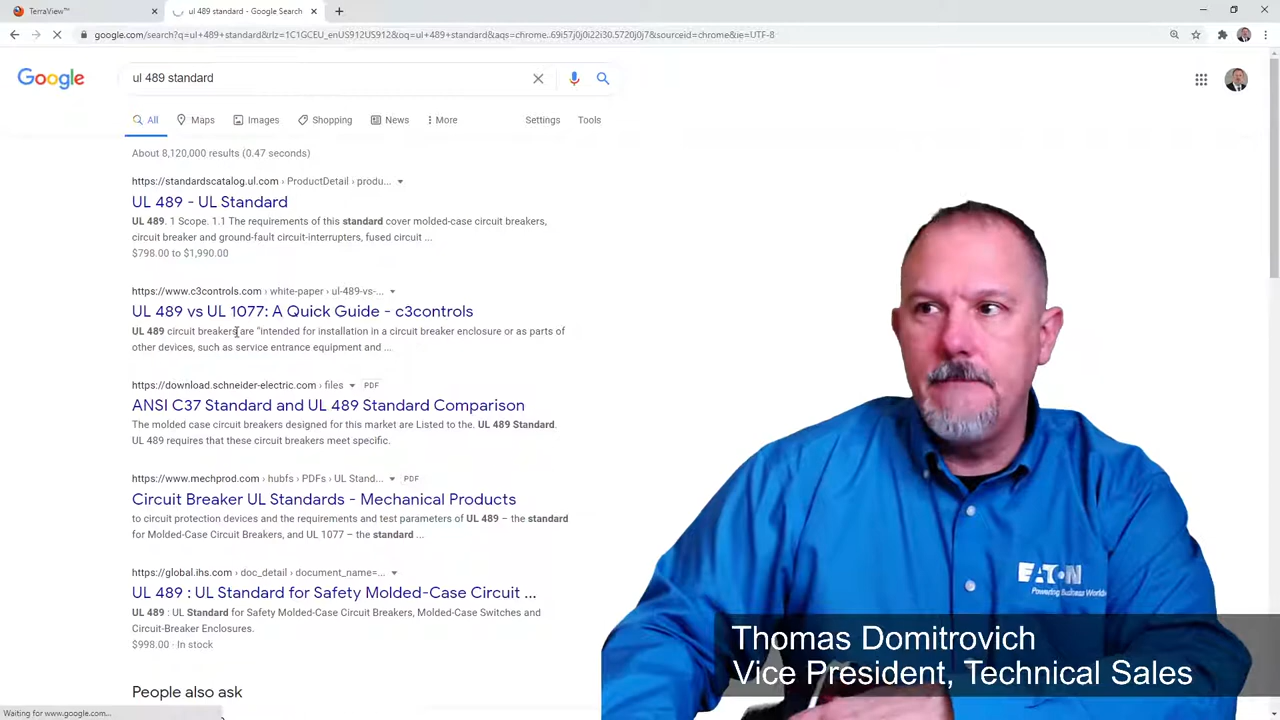 TerraView™
ul 489 standard - Google Search
google.com/search?q=ul+489+standard&rlz=1C1GCEU_enUS912US912&oq=ul+489+standard&aqs=chrome..69i57j0j0i22i30.5720j0j7&sourceid=chrome&ie=UTF-8
Google
ul 489 standard
All
Maps
Images
Shopping
News
More
Settings
Tools
About 8,120,000 results (0.47 seconds)
https://standardscatalog.ul.com › ProductDetail › produ...
UL 489 - UL Standard
UL 489. 1 Scope. 1.1 The requirements of this standard cover molded-case circuit breakers,
circuit breaker and ground-fault circuit-interrupters, fused circuit ...
$798.00 to $1,990.00
https://www.c3controls.com › white-paper › ul-489-vs-...
UL 489 vs UL 1077: A Quick Guide - c3controls
UL 489 circuit breakers are "intended for installation in a circuit breaker enclosure or as parts of
other devices, such as service entrance equipment and ...
https://download.schneider-electric.com › files
PDF
ANSI C37 Standard and UL 489 Standard Comparison
The molded case circuit breakers designed for this market are Listed to the. UL 489 Standard.
UL 489 requires that these circuit breakers meet specific.
https://www.mechprod.com › hubfs › PDFs › UL Stand...
PDF
Circuit Breaker UL Standards - Mechanical Products
to circuit protection devices and the requirements and test parameters of UL 489 – the standard
for Molded-Case Circuit Breakers, and UL 1077 – the standard ...
https://global.ihs.com › doc_detail › document_name=...
UL 489 : UL Standard for Safety Molded-Case Circuit ...
UL 489 : UL Standard for Safety Molded-Case Circuit Breakers, Molded-Case Switches and
Circuit-Breaker Enclosures.
$998.00 - In stock
People also ask
EATON
Powering Business Worldw
Thomas Domitrovich
Vice President, Technical Sales
Waiting for www.google.com...